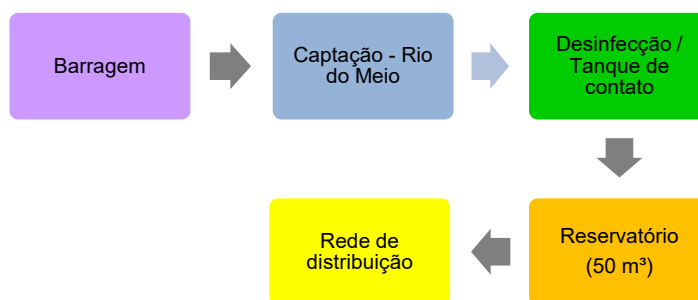 Barragem
Captação - Rio
do Meio
Desinfecção /
Tanque de
contato
Reservatório
(50 m³)
Rede de
distribuição